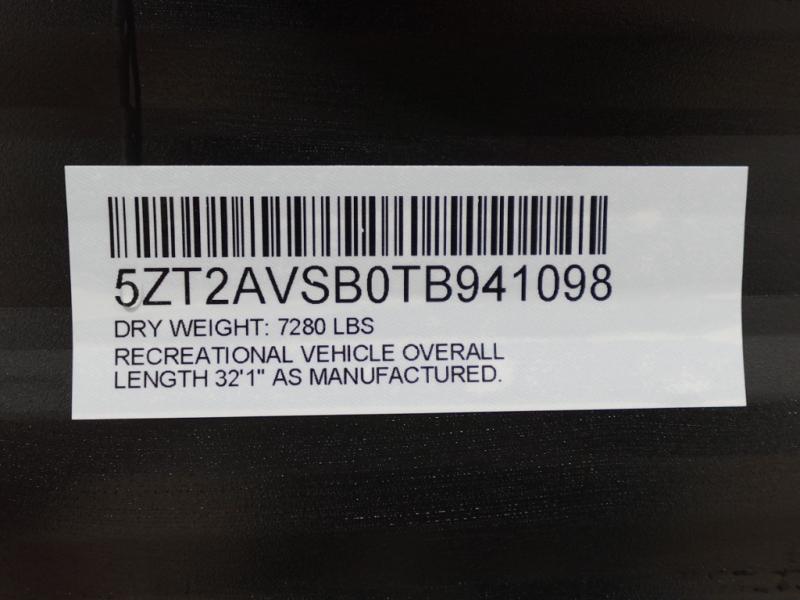 5ZT2AVSB0TB941098
DRY WEIGHT: 7280 LBS
RECREATIONAL VEHICLE OVERALL
LENGTH 32'1" AS MANUFACTURED.